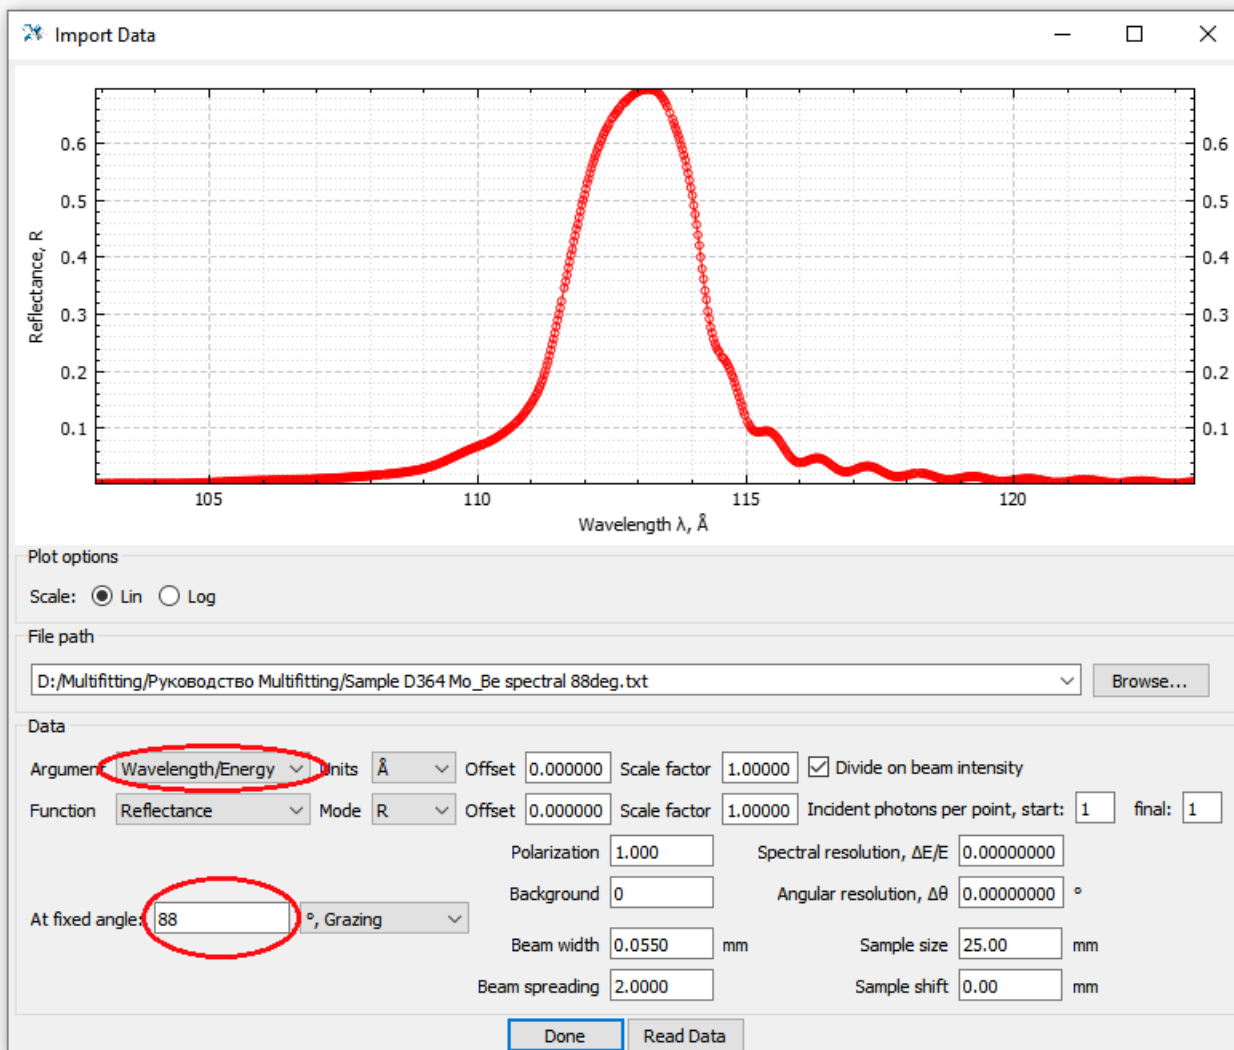 Import Data
0.6 0.6
0.5 0.5
0.4 0.4
0.3 0.3
0.2 0.2
0.1 0.1
Reflectance, R
105 110 115 120
Wavelength λ, Å
Plot options
Scale: Lin Log
File path
D:/Multifitting/Руководство Multifitting/Sample D364 Mo_Be spectral 88deg.txt Browse...
Data
Argument Wavelength/Energy Units Å Offset 0.000000 Scale factor 1.00000 Divide on beam intensity
Function Reflectance Mode R Offset 0.000000 Scale factor 1.00000 Incident photons per point, start: 1 final: 1
Polarization 1.000 Spectral resolution, ΔE/E 0.00000000
Background 0 Angular resolution, Δθ 0.00000000 °
At fixed angle: 88 °, Grazing
Beam width 0.0550 mm Sample size 25.00 mm
Beam spreading 2.0000 Sample shift 0.00 mm
Done Read Data